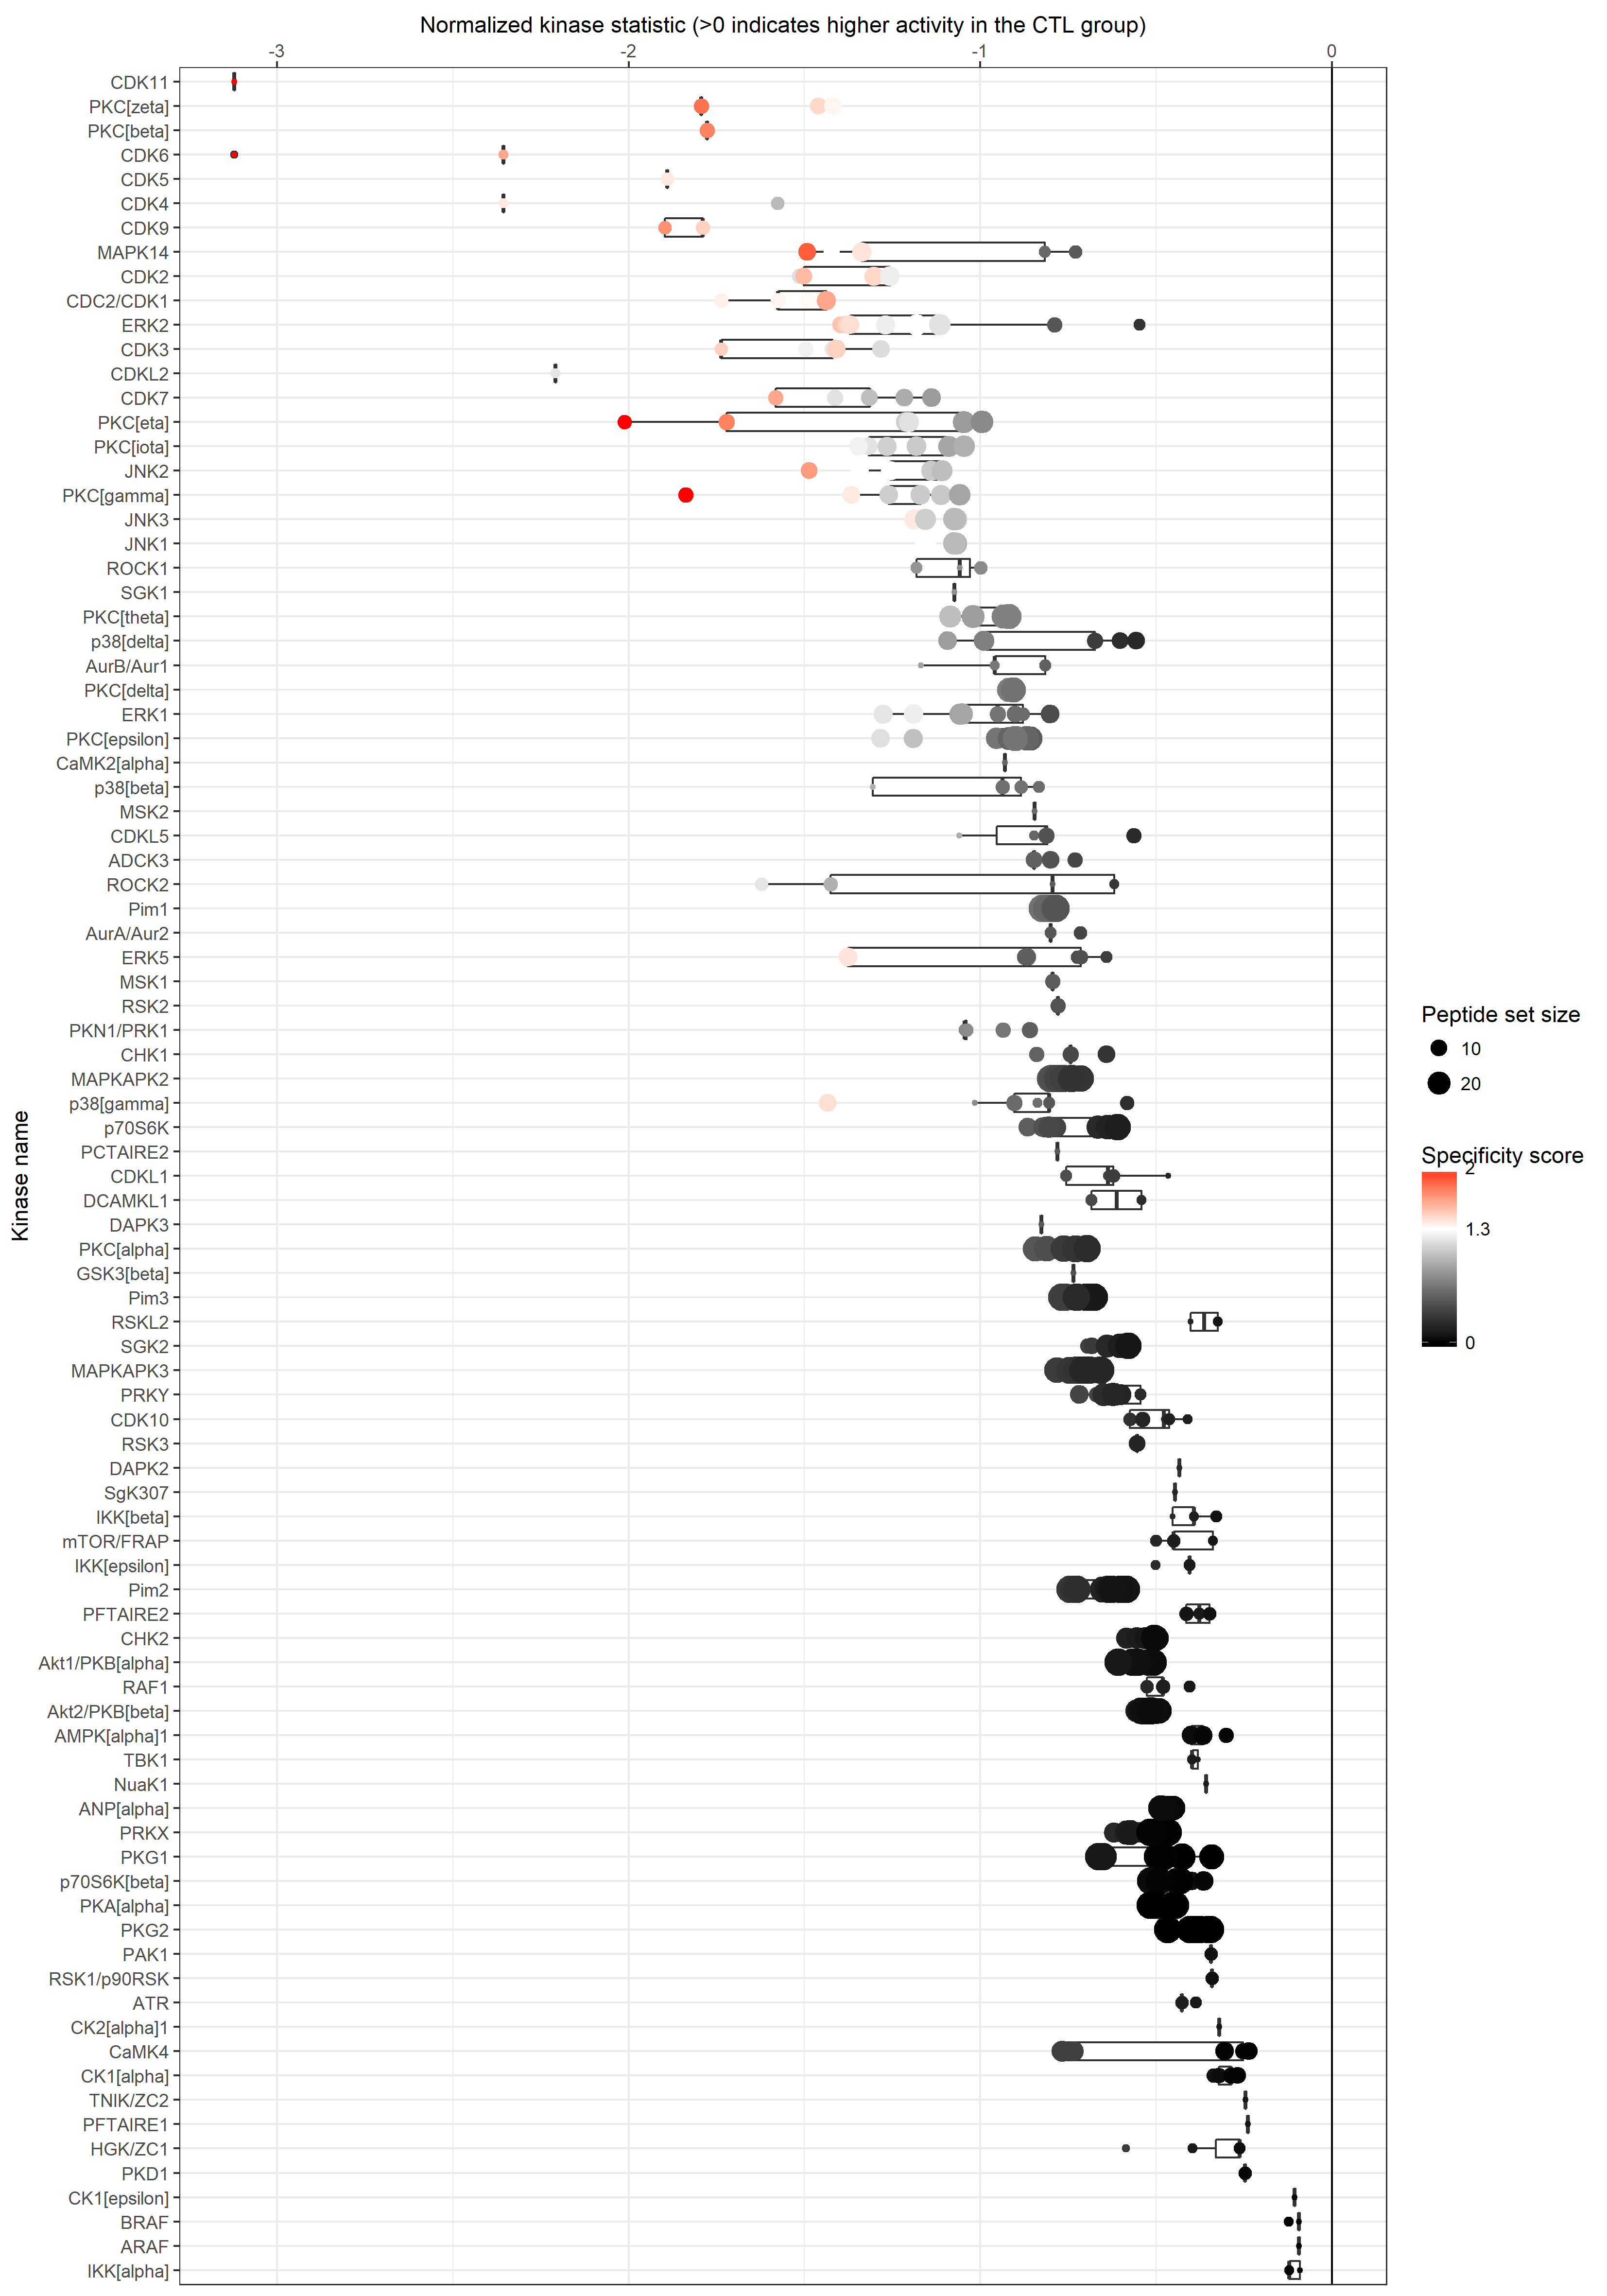 Normalized kinase statistic (>0 indicates higher activity in the CTL group)
-3 -2 -1 0
CDK11
PKC[zeta]
PKC[beta]
CDK6
CDK5
CDK4
CDK9
MAPK14
CDK2
CDC2/CDK1
ERK2
CDK3
CDKL2
CDK7
PKC[eta]
PKC[iota]
JNK2
PKC[gamma]
JNK3
JNK1
ROCK1
SGK1
PKC[theta]
p38[delta]
AurB/Aur1
PKC[delta]
ERK1
PKC[epsilon]
CaMK2[alpha]
p38[beta]
MSK2
CDKL5
ADCK3
ROCK2
Pim1
AurA/Aur2
ERK5
MSK1
RSK2
PKN1/PRK1
CHK1
MAPKAPK2
p38[gamma]
p70S6K
PCTAIRE2
CDKL1
DCAMKL1
DAPK3
PKC[alpha]
GSK3[beta]
Pim3
RSKL2
SGK2
MAPKAPK3
PRKY
CDK10
RSK3
DAPK2
SgK307
IKK[beta]
mTOR/FRAP
IKK[epsilon]
Pim2
PFTAIRE2
CHK2
Akt1/PKB[alpha]
RAF1
Akt2/PKB[beta]
AMPK[alpha]1
TBK1
NuaK1
ANP[alpha]
PRKX
PKG1
p70S6K[beta]
PKA[alpha]
PKG2
PAK1
RSK1/p90RSK
ATR
CK2[alpha]1
CaMK4
CK1[alpha]
TNIK/ZC2
PFTAIRE1
HGK/ZC1
PKD1
CK1[epsilon]
BRAF
ARAF
IKK[alpha]
Kinase name
Peptide set size
10
20
Specificity score
2
1.3
0